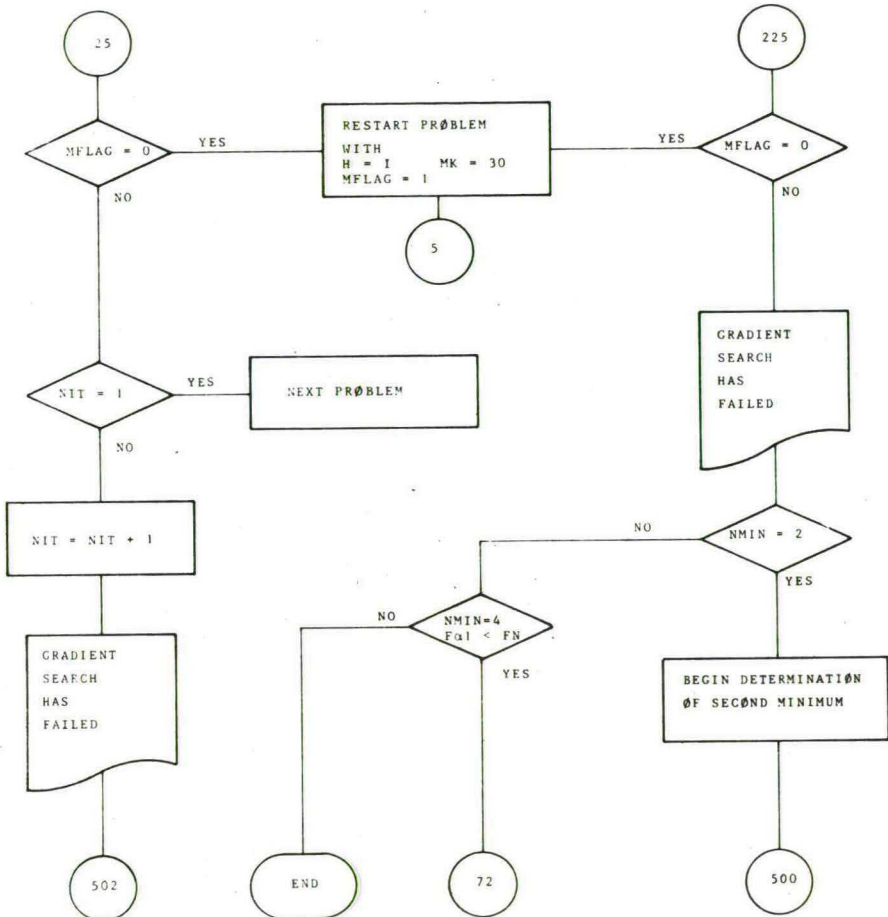 25
225
MFLAG = 0
YES
NO
RESTART PRØBLEM
WITH
H = I MK = 30
MFLAG = 1
YES
MFLAG = 0
NO
5
NIT = 1
YES
NO
NEXT PRØBLEM
GRADIENT
SEARCH
HAS
FAILED
NIT = NIT + 1
NO
NMIN = 2
YES
NO
NMIN=4
Fα1 < FN
YES
GRADIENT
SEARCH
HAS
FAILED
BEGIN DETERMINATIØN
ØF SECØND MINIMUM
502
END
72
500